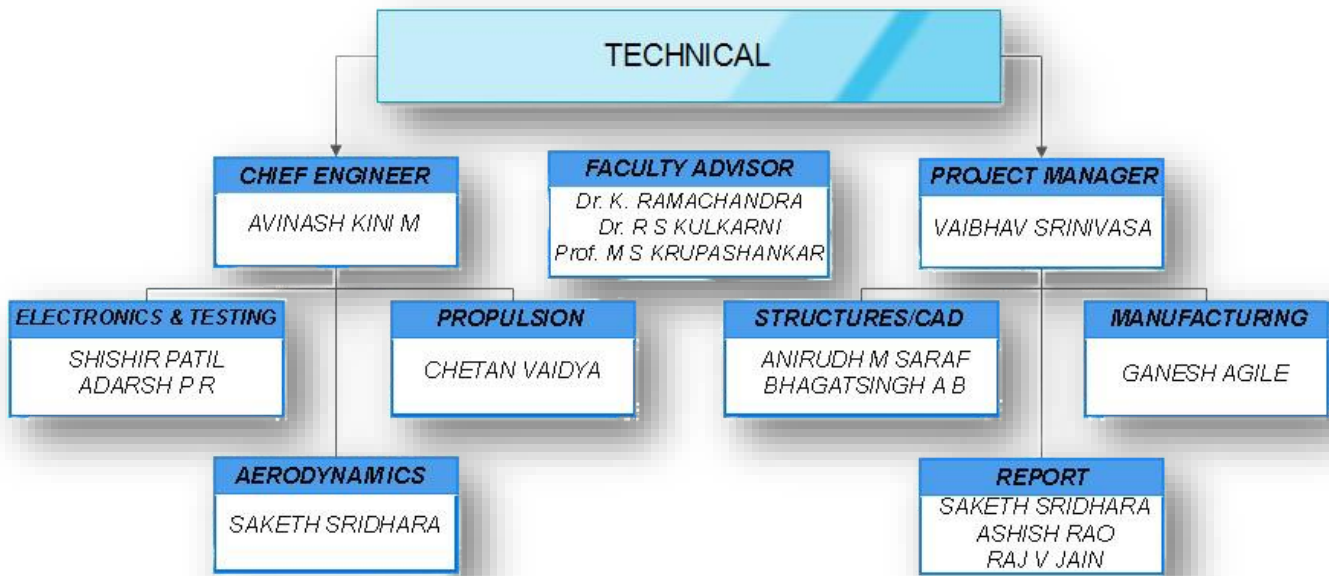 TECHNICAL
CHIEF ENGINEER
AVINASH KINI M
FACULTY ADVISOR
Dr. K. RAMACHANDRA
Dr. R S KULKARNI
Prof. M S KRUPASHANKAR
PROJECT MANAGER
VAIBHAV SRINIVASA
ELECTRONICS & TESTING
SHISHIR PATIL
ADARSH P R
PROPULSION
CHETAN VAIDYA
STRUCTURES/CAD
ANIRUDH M SARAF
BHAGATSINGH A B
MANUFACTURING
GANESH AGILE
AERODYNAMICS
SAKETH SRIDHARA
REPORT
SAKETH SRIDHARA
ASHISH RAO
RAJ V JAIN